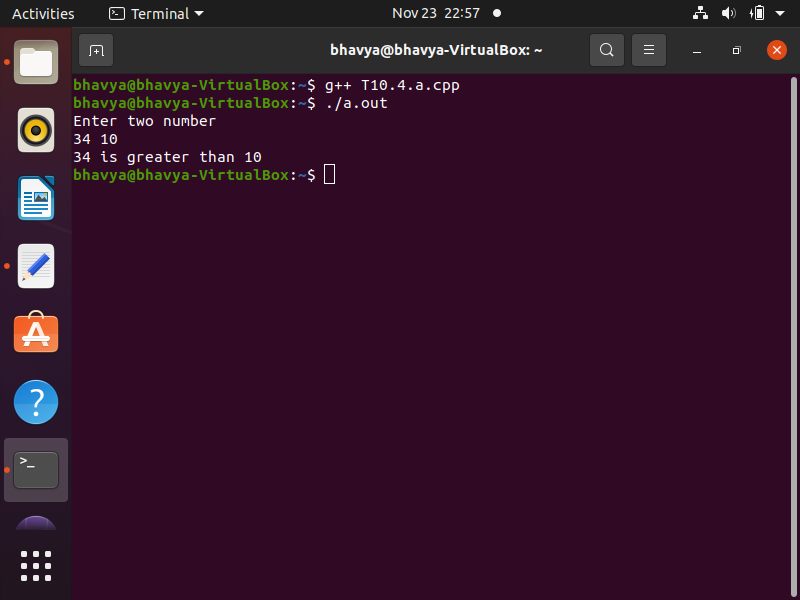 Activities
Terminal
Nov 23 22:57
bhavya@bhavya-VirtualBox: ~
bhavya@bhavya-VirtualBox:~$ g++ T10.4.a.cpp
bhavya@bhavya-VirtualBox:~$ ./a.out
Enter two number
34 10
34 is greater than 10
bhavya@bhavya-VirtualBox:~$